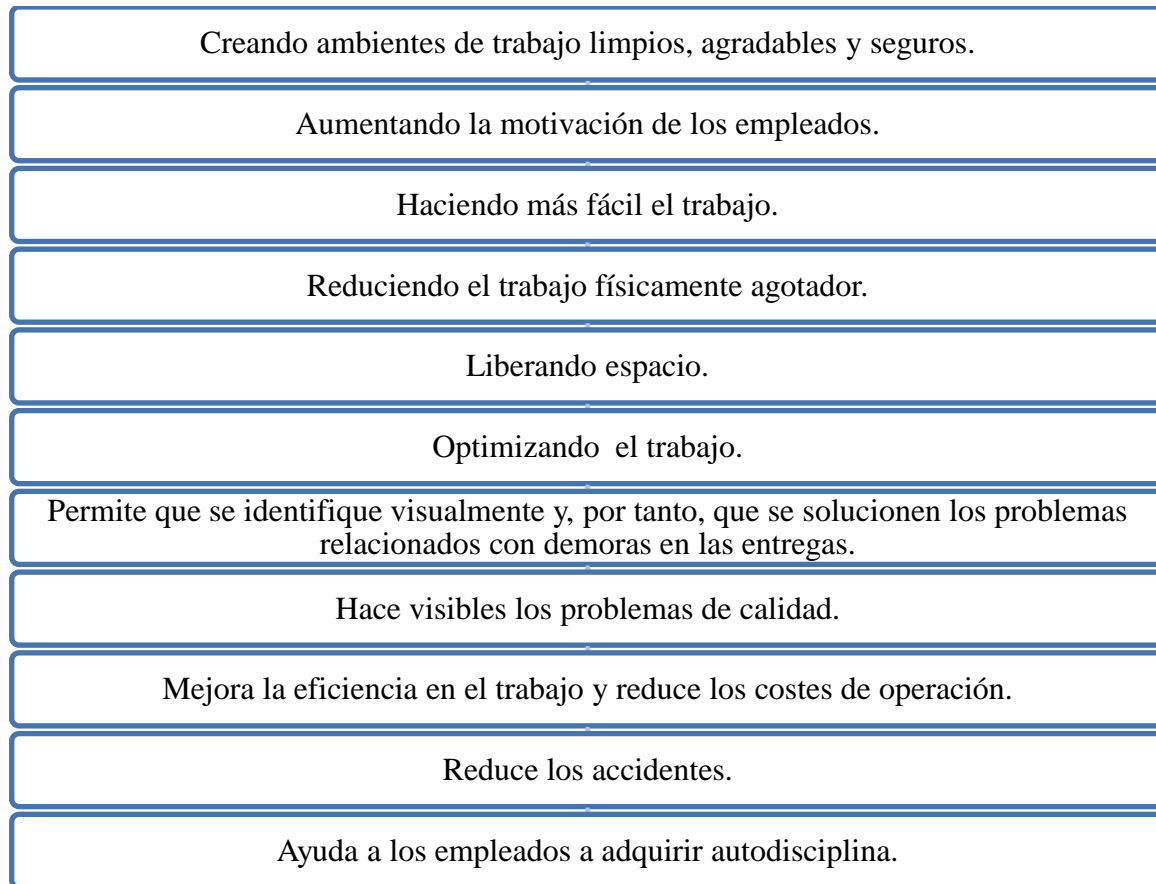 Creando ambientes de trabajo limpios, agradables y seguros.
Aumentando la motivación de los empleados.
Haciendo más fácil el trabajo.
Reduciendo el trabajo físicamente agotador.
Liberando espacio.
Optimizando  el trabajo.
Permite que se identifique visualmente y, por tanto, que se solucionen los problemas
relacionados con demoras en las entregas.
Hace visibles los problemas de calidad.
Mejora la eficiencia en el trabajo y reduce los costes de operación.
Reduce los accidentes.
Ayuda a los empleados a adquirir autodisciplina.